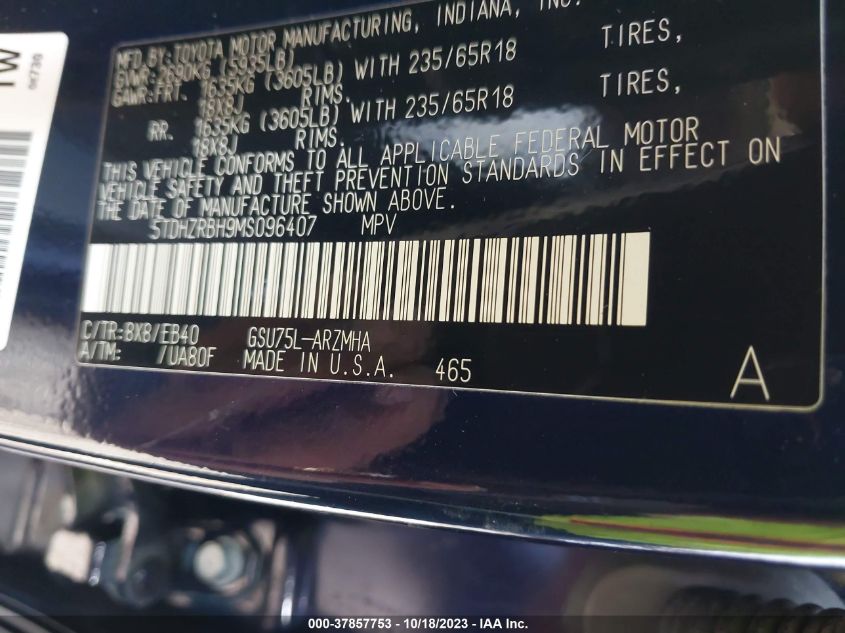 MFD.BY:TOYOTA MOTOR MANUFACTURING, INDIANA, INC.
GVWR:2690KG (5935LB)
GAWR:FRT. 1635KG (3605LB) WITH 235/65R18 TIRES,
18X8J RIMS.
RR. 1635KG (3605LB) WITH 235/65R18 TIRES,
18X8J RIMS.
THIS VEHICLE CONFORMS TO ALL APPLICABLE FEDERAL MOTOR
VEHICLE SAFETY AND THEFT PREVENTION STANDARDS IN EFFECT ON
THE DATE OF MANUFACTURE SHOWN ABOVE.
5TDHZRBH9MS096407 MPV
C/TR:8X8/EB40 GSU75L-ARZMHA
A/TM: /UA80F MADE IN U.S.A. 465
A
000-37857753 - 10/18/2023 - IAA Inc.